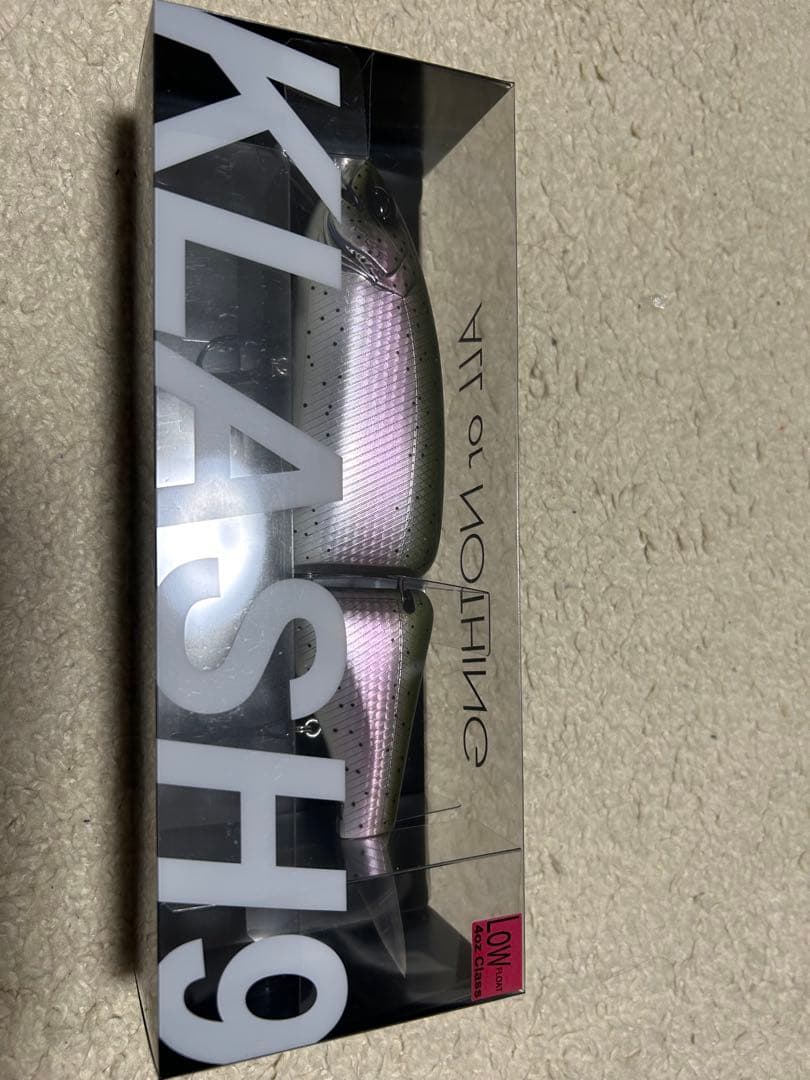 KLASH9
ALL or NOTHING
LOW FLOAT
4oz Class